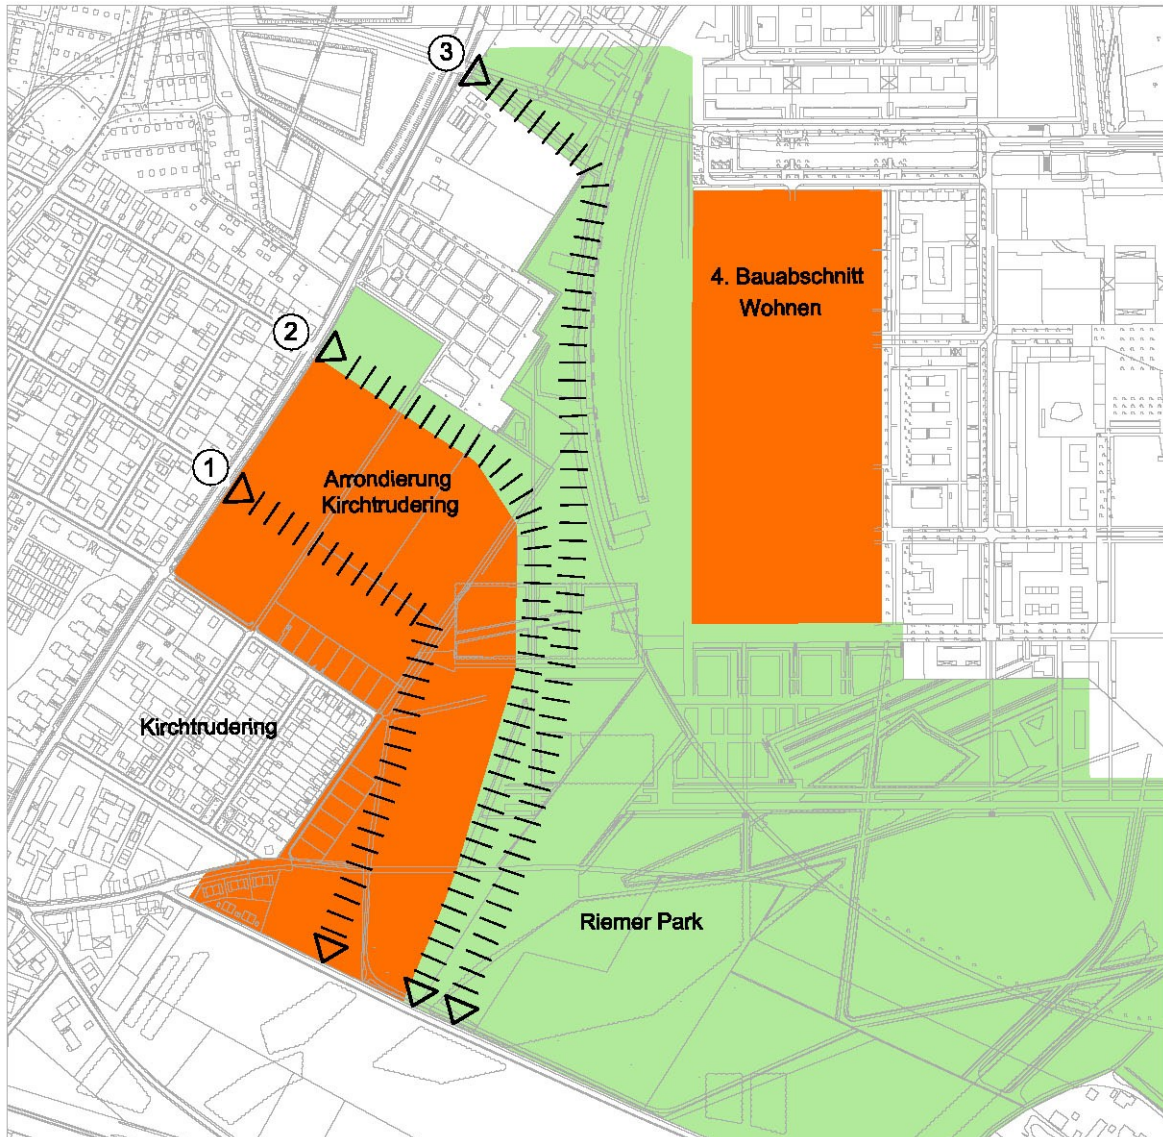 3
4. Bauabschnitt
Wohnen
2
1
Arrondierung
Kirchtrudering
Kirchtrudering
Riemer Park